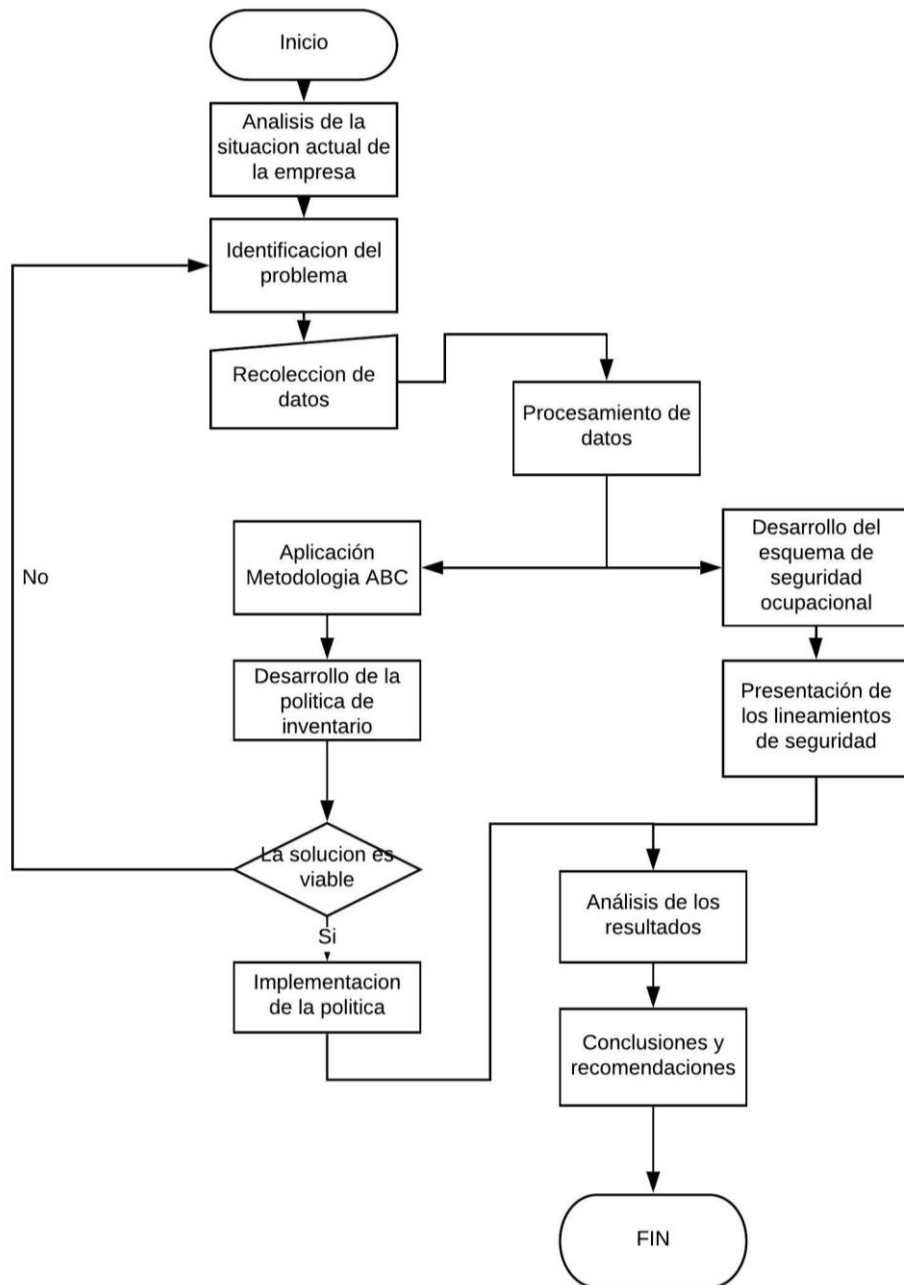 Inicio
Analisis de la
situacion actual de
la empresa
Identificacion del
problema
Recoleccion de
datos
Procesamiento de
datos
Aplicación
Metodologia ABC
Desarrollo del
esquema de
seguridad
ocupacional
No
Desarrollo de la
politica de
inventario
Presentación de
los lineamientos
de seguridad
La solucion es
viable
Si
Implementacion
de la politica
Análisis de los
resultados
Conclusiones y
recomendaciones
FIN